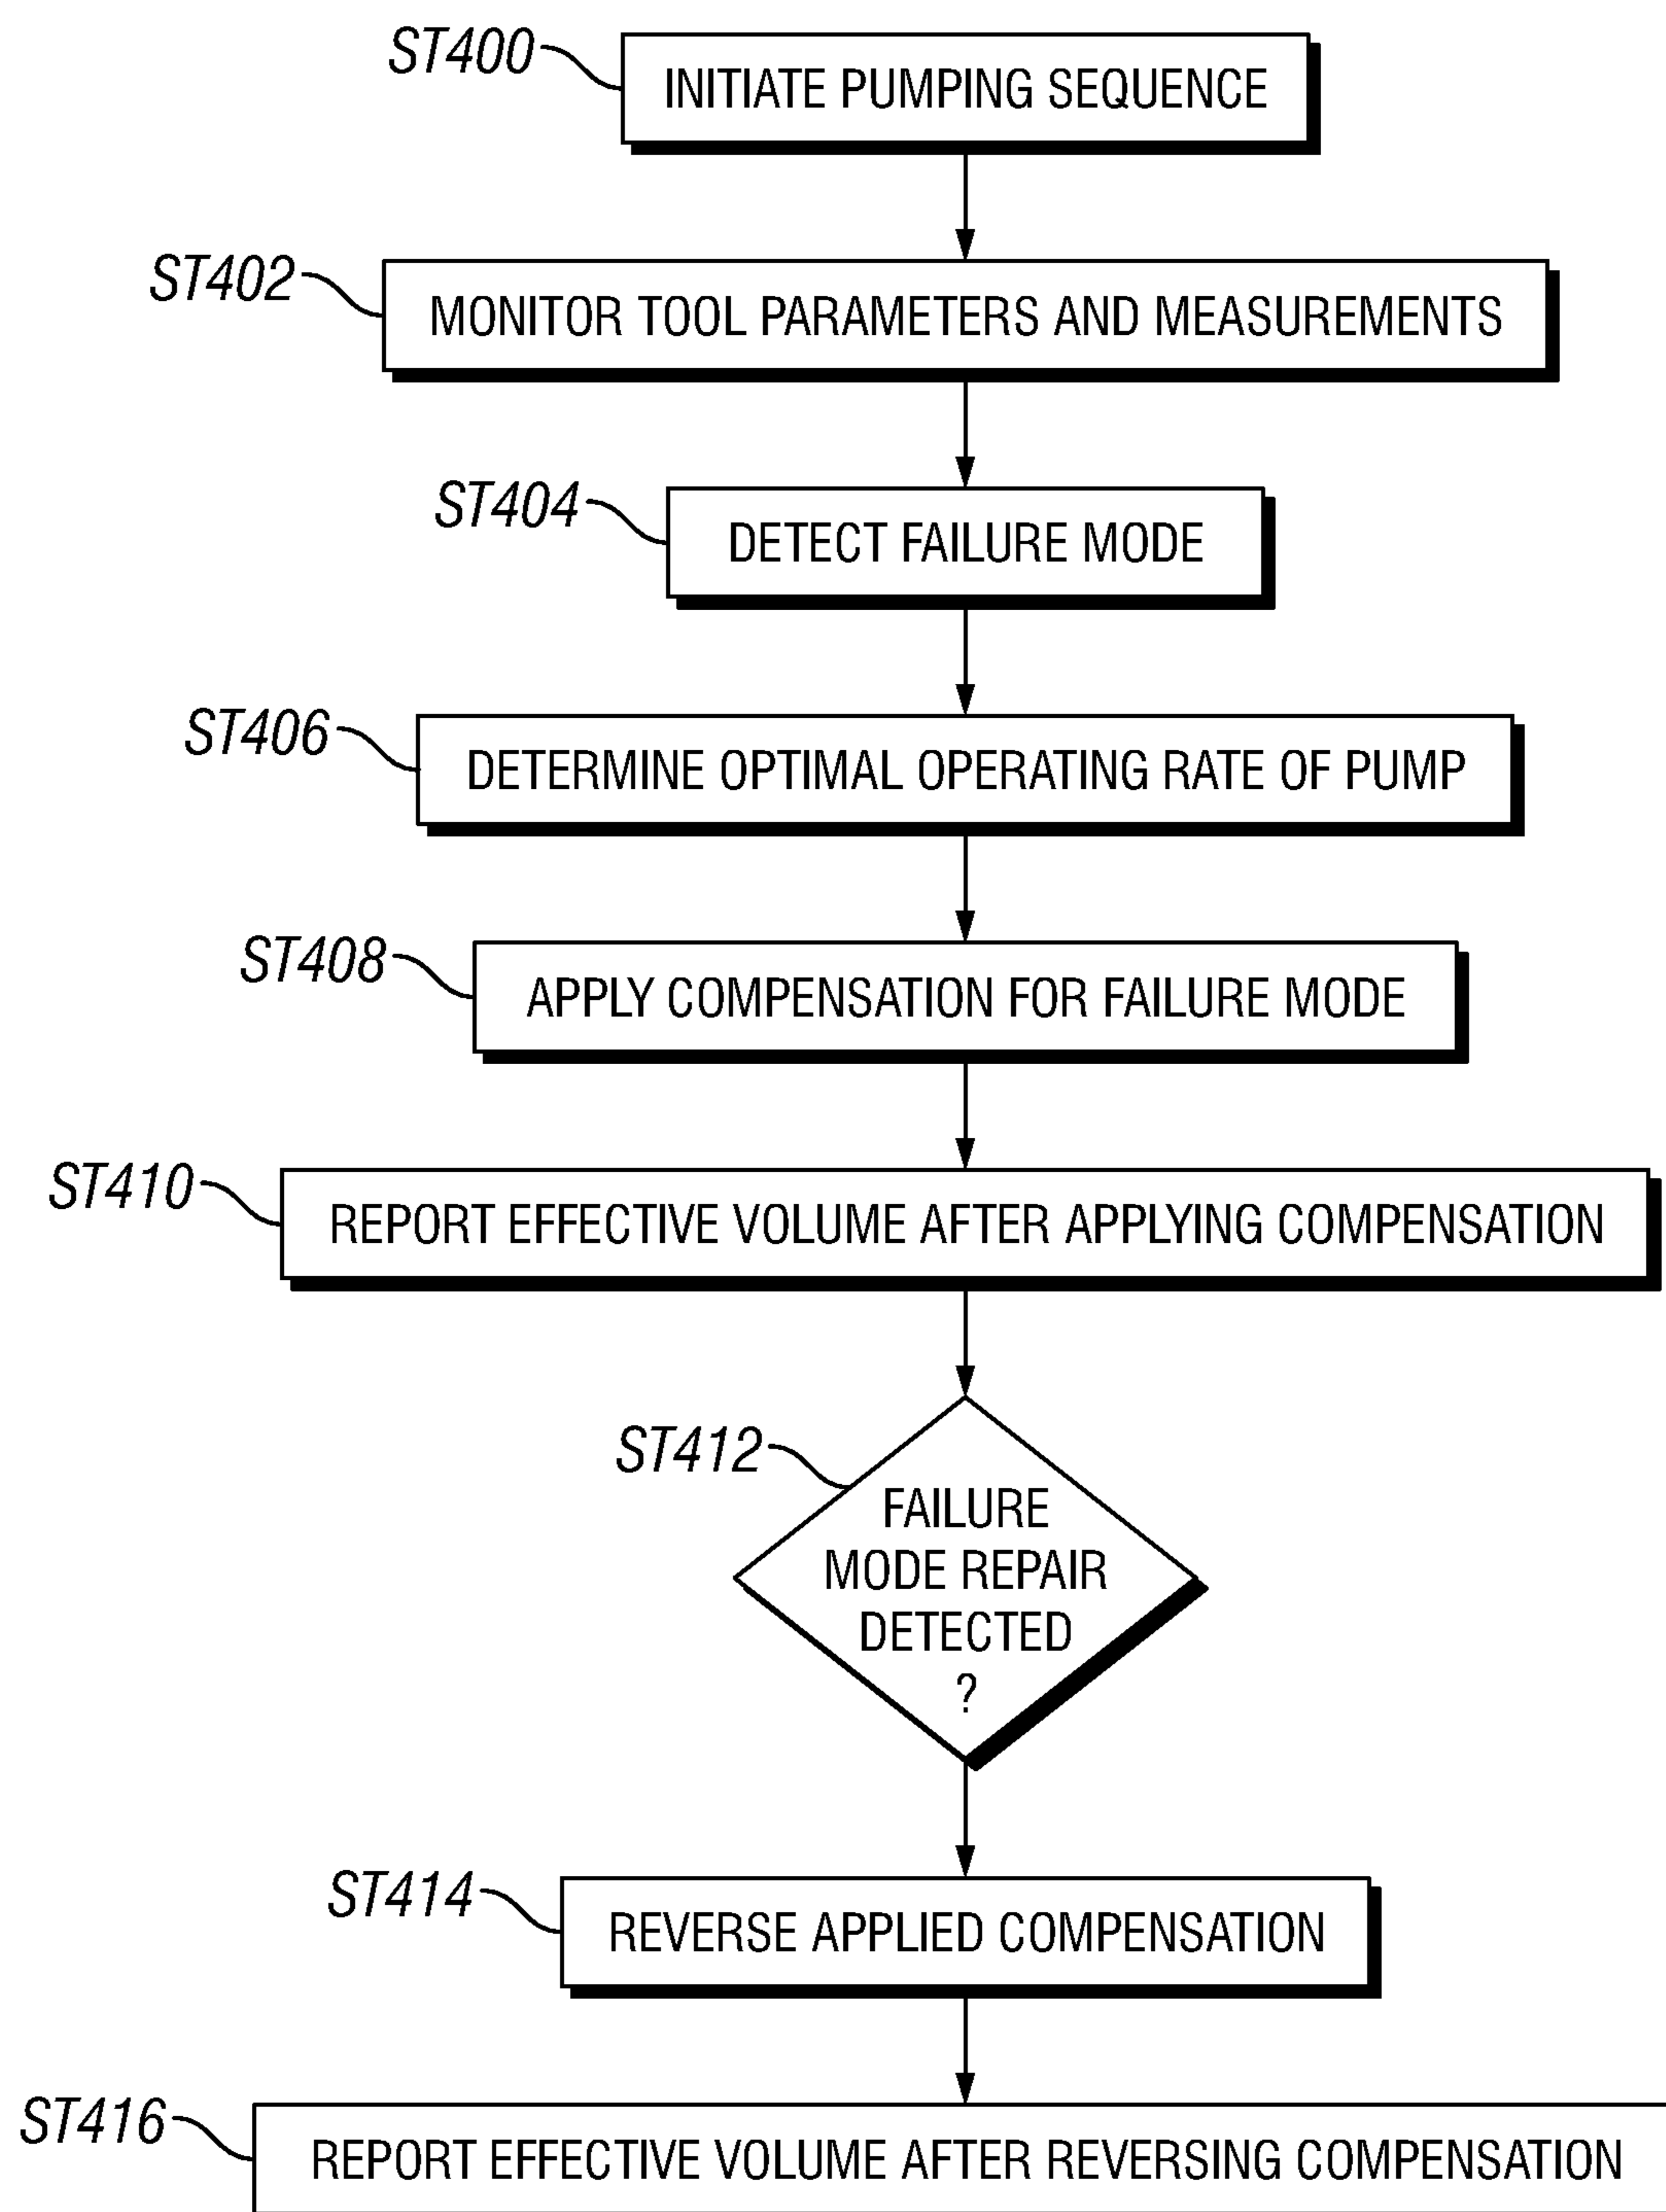 ST400
INITIATE PUMPING SEQUENCE
ST402
MONITOR TOOL PARAMETERS AND MEASUREMENTS
ST404
DETECT FAILURE MODE
ST406
DETERMINE OPTIMAL OPERATING RATE OF PUMP
ST408
APPLY COMPENSATION FOR FAILURE MODE
ST410
REPORT EFFECTIVE VOLUME AFTER APPLYING COMPENSATION
ST412
FAILURE
MODE REPAIR
DETECTED
?
ST414
REVERSE APPLIED COMPENSATION
ST416
REPORT EFFECTIVE VOLUME AFTER REVERSING COMPENSATION